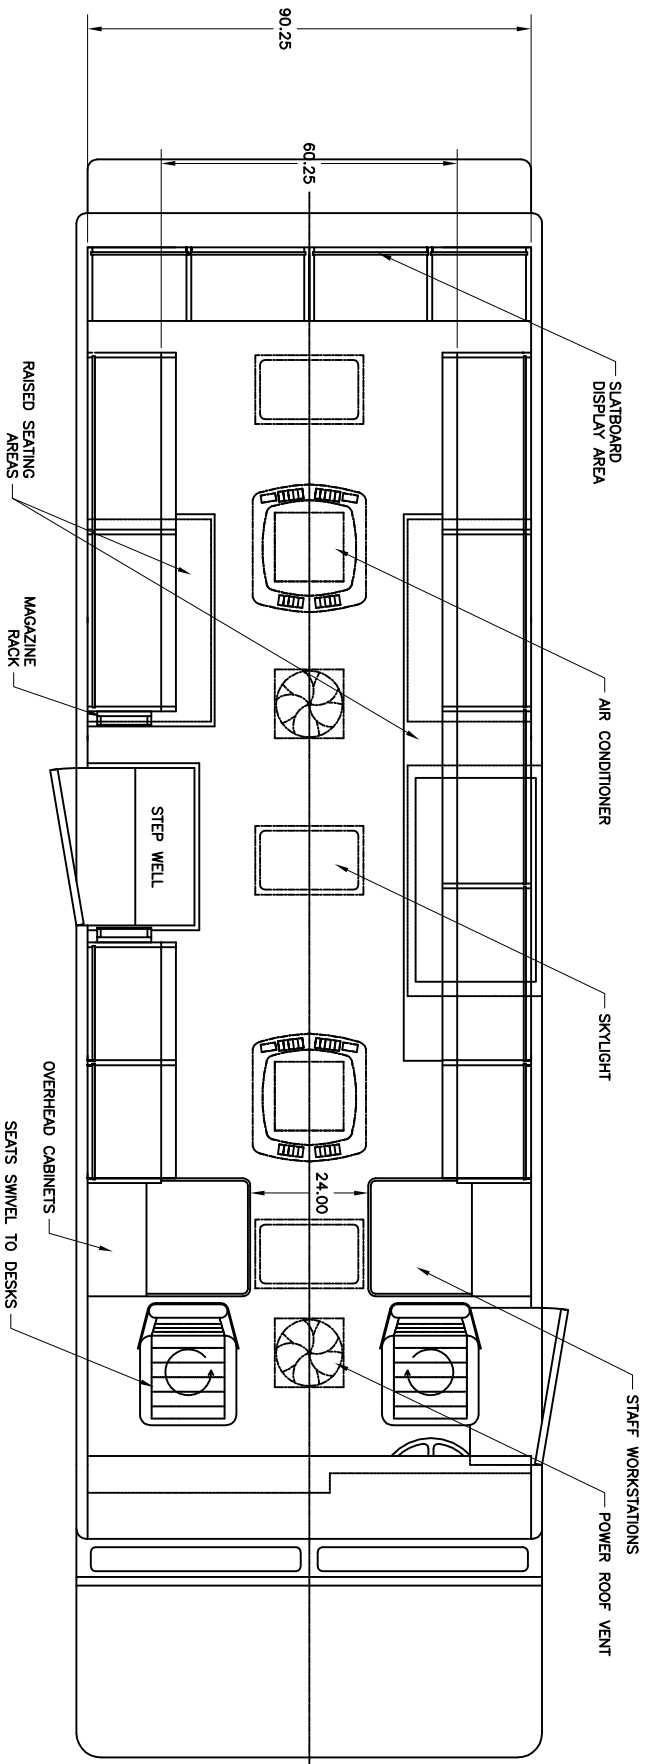 90.25
60.25
SLATBOARD
DISPLAY AREA
RAISED SEATING
AREAS
AIR CONDITIONER
MAGAZINE
RACK
STEP WELL
SKYLIGHT
24.00
OVERHEAD CABINETS
SEATS SWIVEL TO DESKS
STAFF WORKSTATIONS
POWER ROOF VENT